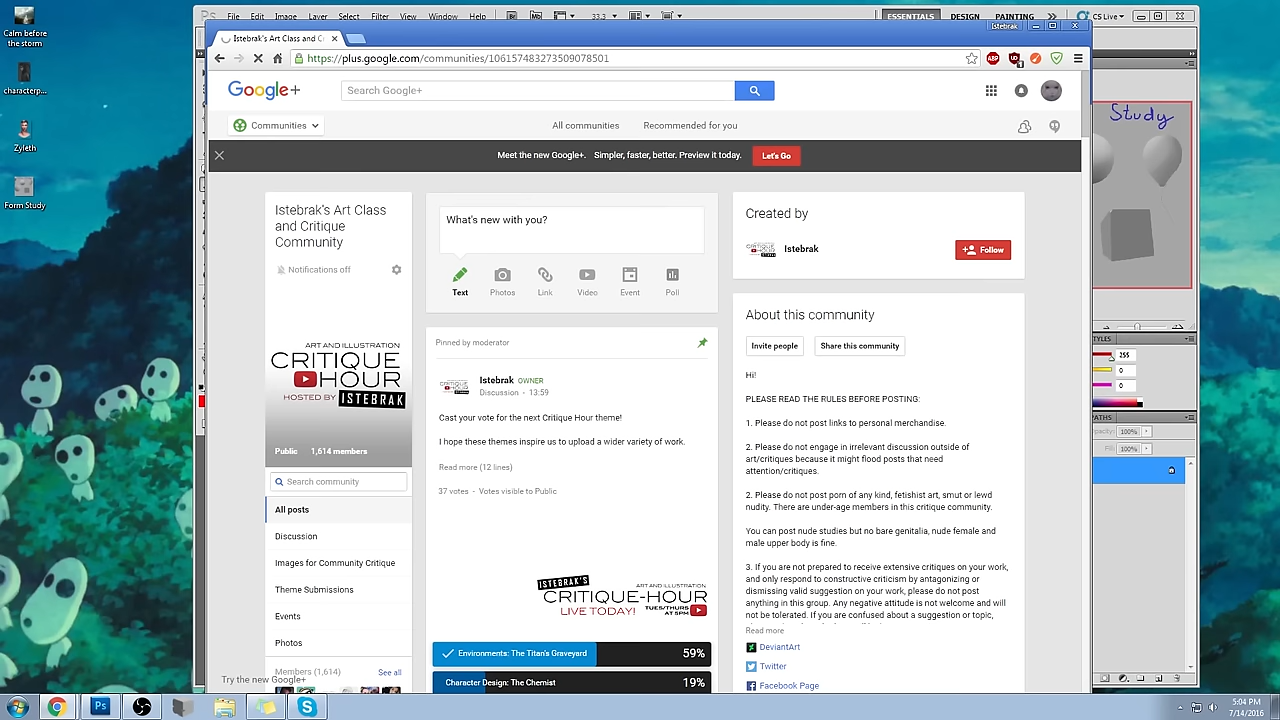 Calm before
the storm
characterp...
Zyleth
Form Study
File Edit Image Layer Select Filter View Window Help
33.3
ESSENTIALS DESIGN PAINTING
CS Live
Istebrak
Istebrak's Art Class and C
https://plus.google.com/communities/106157483273509078501
ABP
Google+
Search Google+
Communities
All communities
Recommended for you
Meet the new Google+. Simpler, faster, better. Preview it today.
Let's Go
Istebrak's Art Class
and Critique
Community
Notifications off
ART AND ILLUSTRATION
CRITIQUE
HOUR
HOSTED BY ISTEBRAK
Public 1,614 members
Search community
All posts
Discussion
Images for Community Critique
Theme Submissions
Events
Photos
Members (1,614)
See all
Try the new Google+
What's new with you?
Text
Photos
Link
Video
Event
Poll
Pinned by moderator
Istebrak OWNER
Discussion - 13:59
Cast your vote for the next Critique Hour theme!
I hope these themes inspire us to upload a wider variety of work.
Read more (12 lines)
37 votes - Votes visible to Public
ISTEBRAK'S
ART AND ILLUSTRATION
CRITIQUE-HOUR
LIVE TODAY!
TUES/THURS
AT 5PM
Environments: The Titan's Graveyard
59%
Character Design: The Chemist
19%
Created by
Istebrak
Follow
About this community
Invite people
Share this community
Hi!
PLEASE READ THE RULES BEFORE POSTING:
1. Please do not post links to personal merchandise.
2. Please do not engage in irrelevant discussion outside of
art/critiques because it might flood posts that need
attention/critiques.
2. Please do not post porn of any kind, fetishist art, smut or lewd
nudity. There are under-age members in this critique community.
You can post nude studies but no bare genitalia, nude female and
male upper body is fine.
3. If you are not prepared to receive extensive critiques on your work,
and only respond to constructive criticism by antagonizing or
dismissing valid suggestion on your work, please do not post
anything in this group. Any negative attitude is not welcome and will
not be tolerated. If you are confused about a suggestion or topic,
Read more
DeviantArt
Twitter
Facebook Page
Study
TYLES
255
0
0
PATHS
100%
100%
5:04 PM
7/14/2016